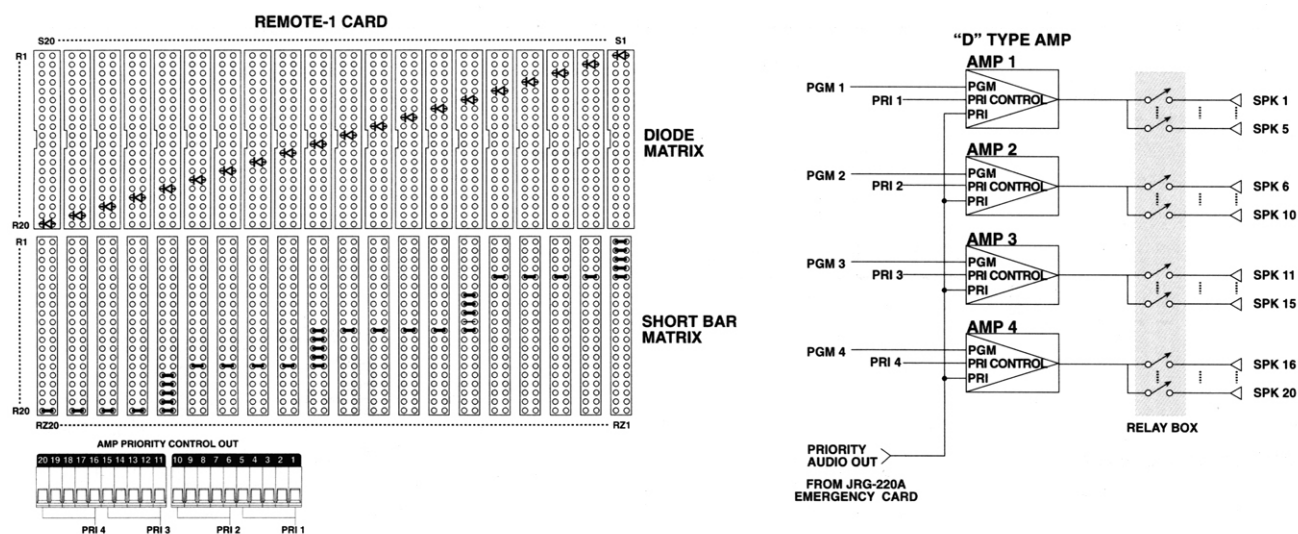 REMOTE-1 CARD
S20
S1
R1
R20
DIODE
MATRIX
R1
R20
SHORT BAR
MATRIX
RZ20
RZ1
AMP PRIORITY CONTROL OUT
20 19 18 17 16 15 14 13 12 11 10 9 8 7 6 5 4 3 2 1
PRI 4 PRI 3 PRI 2 PRI 1
“D” TYPE AMP
AMP 1
PGM 1
PGM
PRI 1
PRI CONTROL
PRI
SPK 1
SPK 5
AMP 2
PGM 2
PGM
PRI 2
PRI CONTROL
PRI
SPK 6
SPK 10
AMP 3
PGM 3
PGM
PRI 3
PRI CONTROL
PRI
SPK 11
SPK 15
AMP 4
PGM 4
PGM
PRI 4
PRI CONTROL
PRI
SPK 16
SPK 20
RELAY BOX
PRIORITY
AUDIO OUT
FROM JRG-220A
EMERGENCY CARD